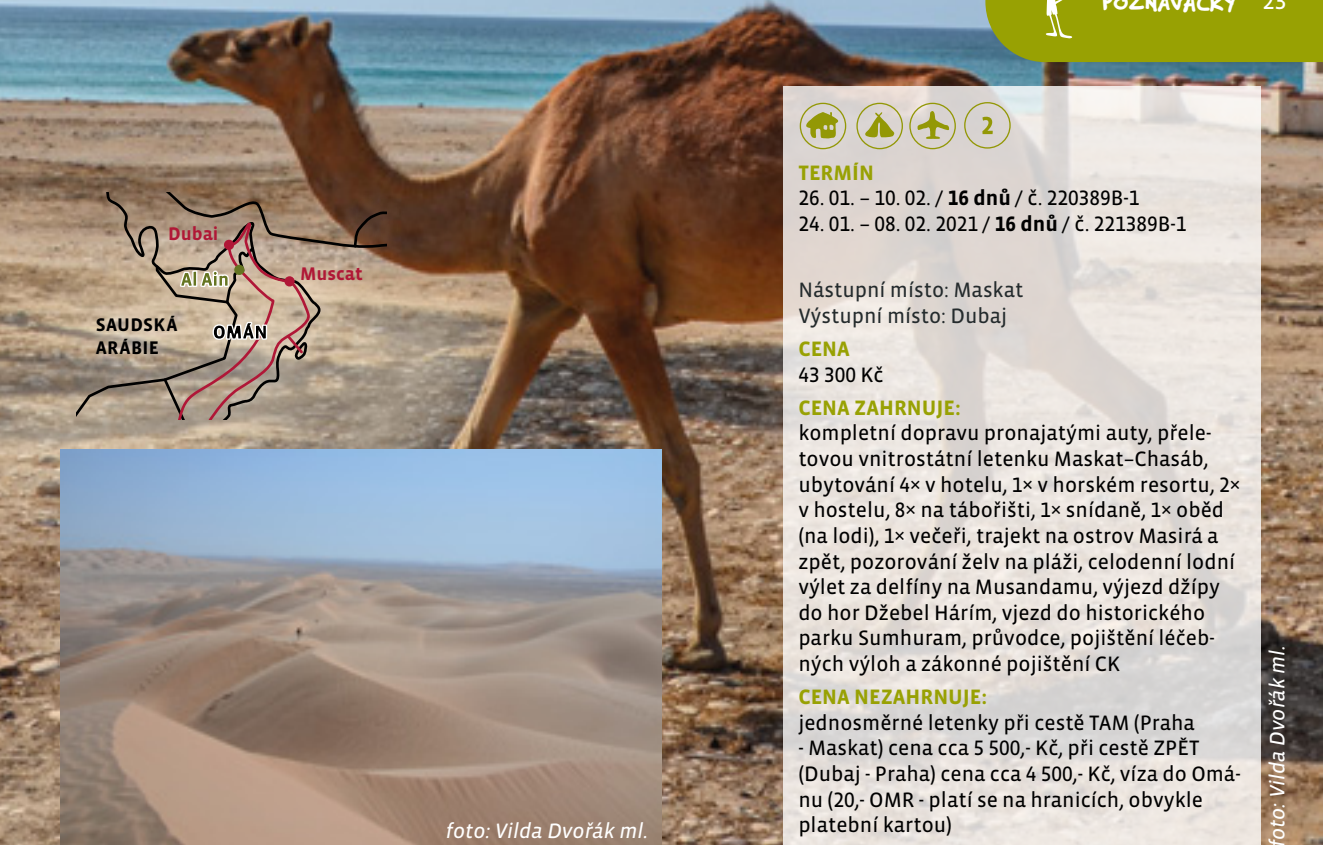 POZNÁVAČKY 25
Dubai
Al Ain
Muscat
SAUDSKÁ
ARÁBIE
OMÁN
2
TERMÍN
26. 01. – 10. 02. / 16 dnů / č. 220389B-1
24. 01. – 08. 02. 2021 / 16 dnů / č. 221389B-1
Nástupní místo: Maskat
Výstupní místo: Dubaj
CENA
43 300 Kč
CENA ZAHRNUJE:
kompletní dopravu pronajatými auty, přele-
tovou vnitrostátní letenku Maskat–Chasáb,
ubytování 4× v hotelu, 1× v horském resortu, 2×
v hostelu, 8× na tábořišti, 1× snídaně, 1× oběd
(na lodi), 1× večeři, trajekt na ostrov Masirá a
zpět, pozorování želv na pláži, celodenní lodní
výlet za delfíny na Musandamu, výjezd džípy
do hor Džebel Hárím, vjezd do historického
parku Sumhuram, průvodce, pojištění léčeb-
ných výloh a zákonné pojištění CK
CENA NEZAHRNUJE:
jednosměrné letenky při cestě TAM (Praha
- Maskat) cena cca 5 500,- Kč, při cestě ZPĚT
(Dubaj - Praha) cena cca 4 500,- Kč, víza do Omá-
nu (20,- OMR - platí se na hranicích, obvykle
platební kartou)
foto: Vilda Dvořák ml.
foto: Vilda Dvořák ml.